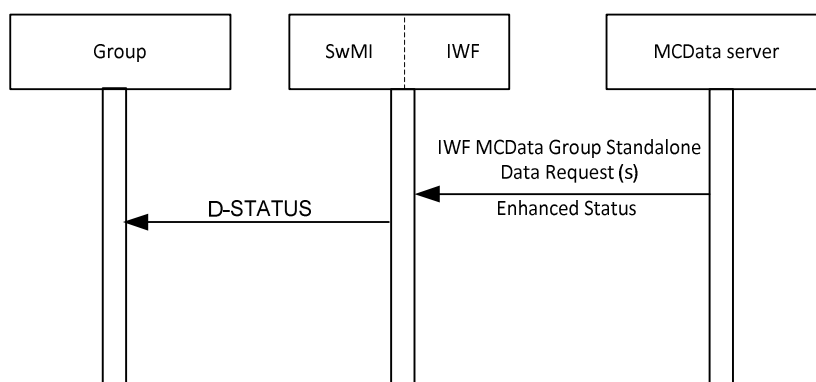 Group
SwMI
IWF
MCData server
IWF MCData Group Standalone
Data Request (s)
Enhanced Status
D-STATUS